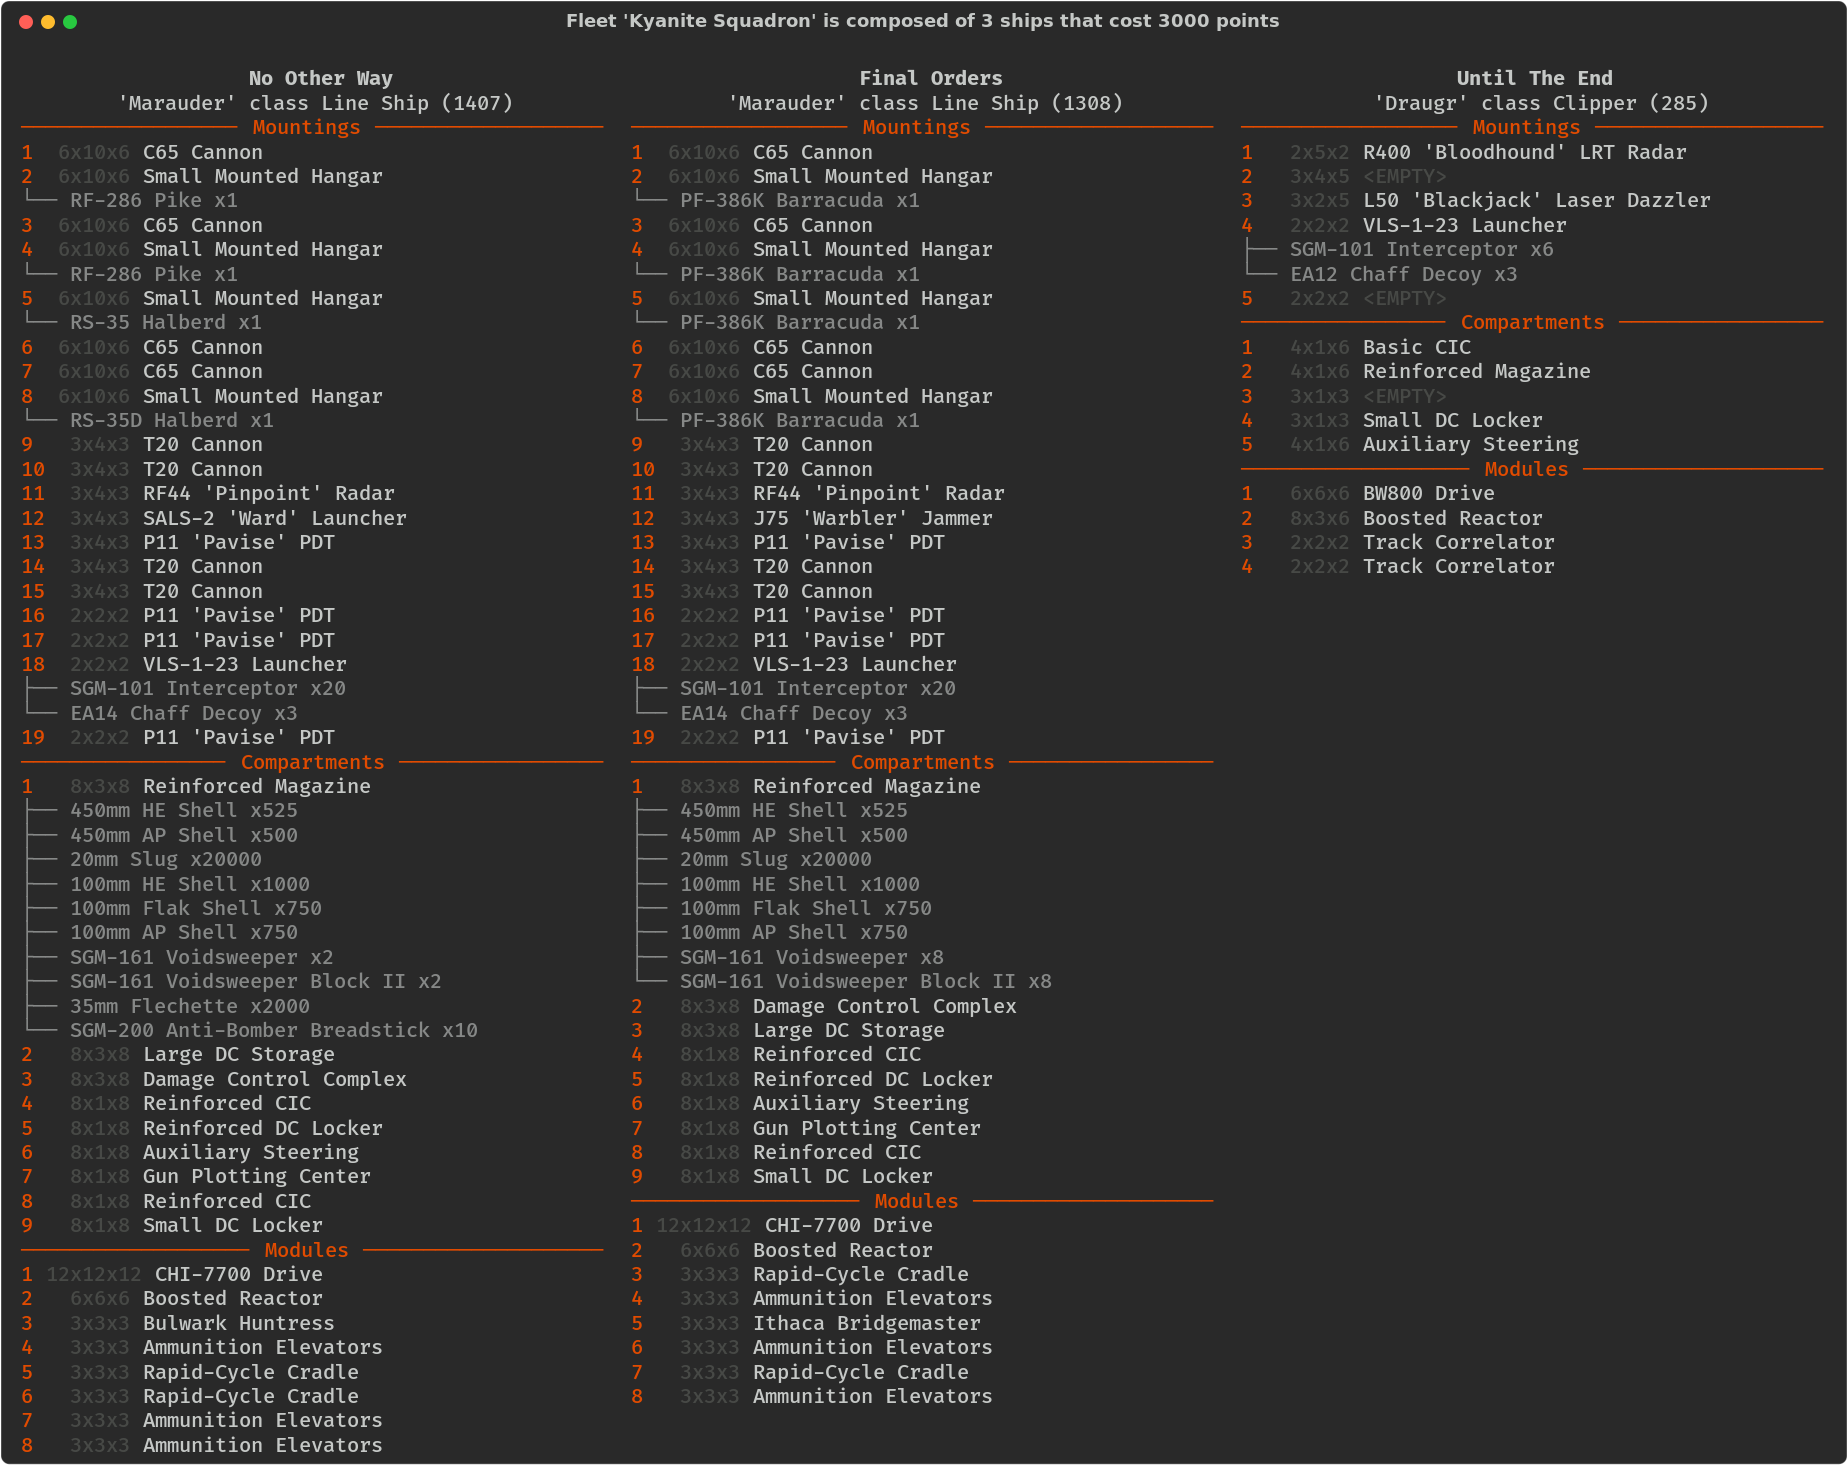 Fleet 'Kyanite Squadron' is composed of 3 ships that cost 3000 points
No Other Way
'Marauder' class Line Ship (1407)
Mountings
1 6x10x6 C65 Cannon
2 6x10x6 Small Mounted Hangar
└── RF-286 Pike x1
3 6x10x6 C65 Cannon
4 6x10x6 Small Mounted Hangar
└── RF-286 Pike x1
5 6x10x6 Small Mounted Hangar
└── RS-35 Halberd x1
6 6x10x6 C65 Cannon
7 6x10x6 C65 Cannon
8 6x10x6 Small Mounted Hangar
└── RS-35D Halberd x1
9 3x4x3 T20 Cannon
10 3x4x3 T20 Cannon
11 3x4x3 RF44 'Pinpoint' Radar
12 3x4x3 SALS-2 'Ward' Launcher
13 3x4x3 P11 'Pavise' PDT
14 3x4x3 T20 Cannon
15 3x4x3 T20 Cannon
16 2x2x2 P11 'Pavise' PDT
17 2x2x2 P11 'Pavise' PDT
18 2x2x2 VLS-1-23 Launcher
├── SGM-101 Interceptor x20
└── EA14 Chaff Decoy x3
19 2x2x2 P11 'Pavise' PDT
Compartments
1 8x3x8 Reinforced Magazine
├── 450mm HE Shell x525
├── 450mm AP Shell x500
├── 20mm Slug x20000
├── 100mm HE Shell x1000
├── 100mm Flak Shell x750
├── 100mm AP Shell x750
├── SGM-161 Voidsweeper x2
├── SGM-161 Voidsweeper Block II x2
├── 35mm Flechette x2000
└── SGM-200 Anti-Bomber Breadstick x10
2 8x3x8 Large DC Storage
3 8x3x8 Damage Control Complex
4 8x1x8 Reinforced CIC
5 8x1x8 Reinforced DC Locker
6 8x1x8 Auxiliary Steering
7 8x1x8 Gun Plotting Center
8 8x1x8 Reinforced CIC
9 8x1x8 Small DC Locker
Modules
1 12x12x12 CHI-7700 Drive
2 6x6x6 Boosted Reactor
3 3x3x3 Bulwark Huntress
4 3x3x3 Ammunition Elevators
5 3x3x3 Rapid-Cycle Cradle
6 3x3x3 Rapid-Cycle Cradle
7 3x3x3 Ammunition Elevators
8 3x3x3 Ammunition Elevators
Final Orders
'Marauder' class Line Ship (1308)
Mountings
1 6x10x6 C65 Cannon
2 6x10x6 Small Mounted Hangar
└── PF-386K Barracuda x1
3 6x10x6 C65 Cannon
4 6x10x6 Small Mounted Hangar
└── PF-386K Barracuda x1
5 6x10x6 Small Mounted Hangar
└── PF-386K Barracuda x1
6 6x10x6 C65 Cannon
7 6x10x6 C65 Cannon
8 6x10x6 Small Mounted Hangar
└── PF-386K Barracuda x1
9 3x4x3 T20 Cannon
10 3x4x3 T20 Cannon
11 3x4x3 RF44 'Pinpoint' Radar
12 3x4x3 J75 'Warbler' Jammer
13 3x4x3 P11 'Pavise' PDT
14 3x4x3 T20 Cannon
15 3x4x3 T20 Cannon
16 2x2x2 P11 'Pavise' PDT
17 2x2x2 P11 'Pavise' PDT
18 2x2x2 VLS-1-23 Launcher
├── SGM-101 Interceptor x20
└── EA14 Chaff Decoy x3
19 2x2x2 P11 'Pavise' PDT
Compartments
1 8x3x8 Reinforced Magazine
├── 450mm HE Shell x525
├── 450mm AP Shell x500
├── 20mm Slug x20000
├── 100mm HE Shell x1000
├── 100mm Flak Shell x750
├── 100mm AP Shell x750
├── SGM-161 Voidsweeper x8
└── SGM-161 Voidsweeper Block II x8
2 8x3x8 Damage Control Complex
3 8x3x8 Large DC Storage
4 8x1x8 Reinforced CIC
5 8x1x8 Reinforced DC Locker
6 8x1x8 Auxiliary Steering
7 8x1x8 Gun Plotting Center
8 8x1x8 Reinforced CIC
9 8x1x8 Small DC Locker
Modules
1 12x12x12 CHI-7700 Drive
2 6x6x6 Boosted Reactor
3 3x3x3 Rapid-Cycle Cradle
4 3x3x3 Ammunition Elevators
5 3x3x3 Ithaca Bridgemaster
6 3x3x3 Ammunition Elevators
7 3x3x3 Rapid-Cycle Cradle
8 3x3x3 Ammunition Elevators
Until The End
'Draugr' class Clipper (285)
Mountings
1 2x5x2 R400 'Bloodhound' LRT Radar
2 3x4x5 <EMPTY>
3 3x2x5 L50 'Blackjack' Laser Dazzler
4 2x2x2 VLS-1-23 Launcher
├── SGM-101 Interceptor x6
└── EA12 Chaff Decoy x3
5 2x2x2 <EMPTY>
Compartments
1 4x1x6 Basic CIC
2 4x1x6 Reinforced Magazine
3 3x1x3 <EMPTY>
4 3x1x3 Small DC Locker
5 4x1x6 Auxiliary Steering
Modules
1 6x6x6 BW800 Drive
2 8x3x6 Boosted Reactor
3 2x2x2 Track Correlator
4 2x2x2 Track Correlator